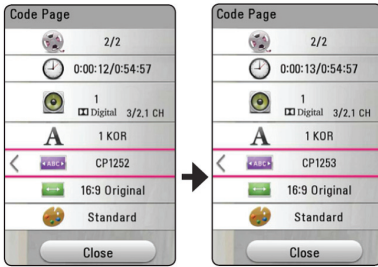 Code Page
2/2
0:00:12/0:54:57
1
Digital 3/2.1 CH
A 1 KOR
ABC CP1252
16:9 Original
Standard
Close
Code Page
2/2
0:00:13/0:54:57
1
Digital 3/2.1 CH
A 1 KOR
ABC CP1253
16:9 Original
Standard
Close